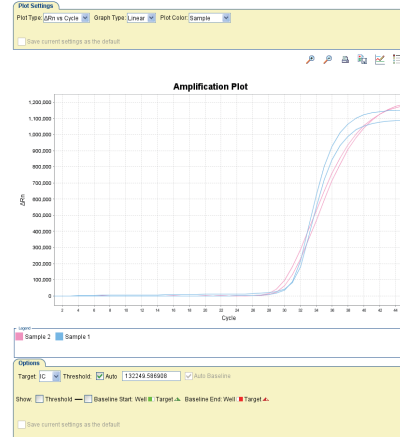 Plot Settings
Plot Type: ΔRn vs Cycle Graph Type: Linear Plot Color: Sample
Save current settings as the default
Amplification Plot
1,200,000
1,100,000
1,000,000
900,000
800,000
700,000
600,000
500,000
400,000
300,000
200,000
100,000
0
ΔRn
2 4 6 8 10 12 14 16 18 20 22 24 26 28 30 32 34 36 38 40 42 44
Cycle
Legend
Sample 2 Sample 1
Options
Target: IC Threshold: Auto 132249.586908 Auto Baseline
Show: Threshold Baseline Start: Well Target Baseline End: Well Target
Save current settings as the default